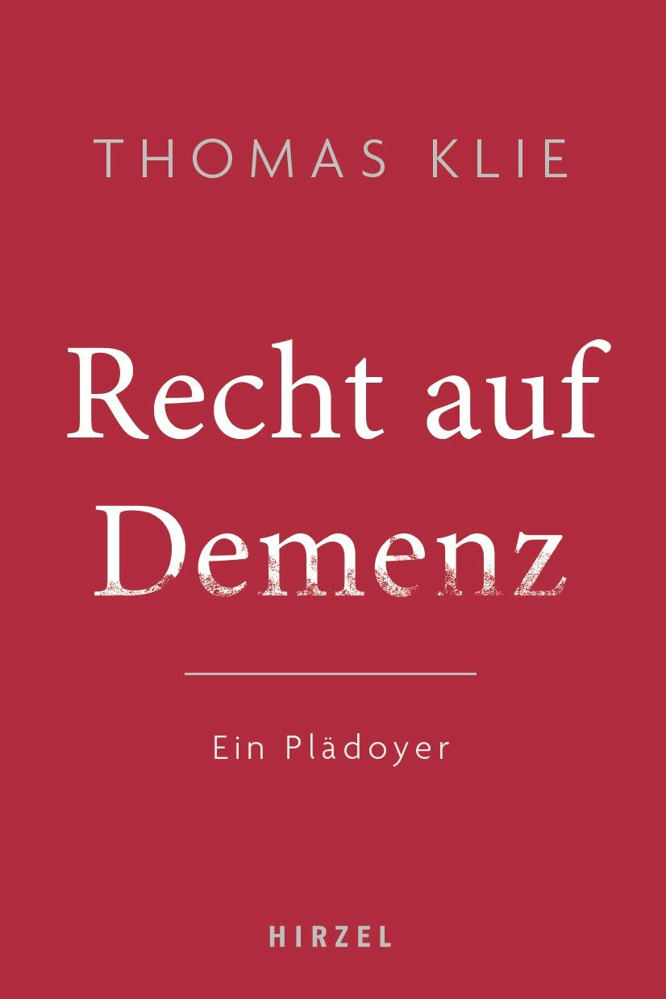 THOMAS KLIE
Recht auf
Demenz
Ein Plädoyer
HIRZEL